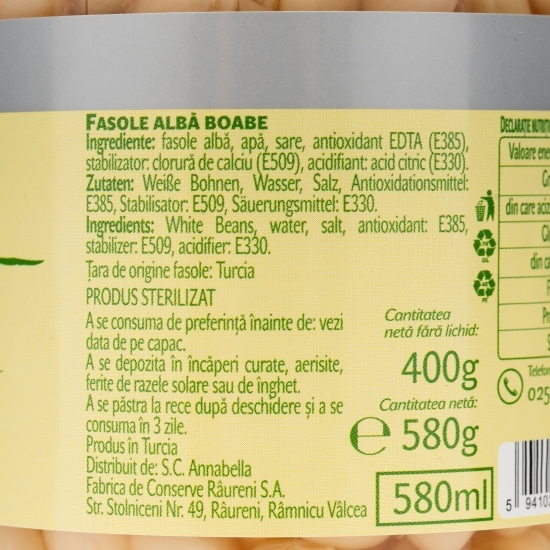 FASOLE ALBĂ BOABE
Ingrediente: fasole albă, apă, sare, antioxidant EDTA (E385),
stabilizator: clorură de calciu (E509), acidifiant: acid citric (E330).
Zutaten: Weiße Bohnen, Wasser, Salz, Antioxidationsmittel:
E385, Stabilisator: E509, Säuerungsmittel: E330.
Ingredients: White Beans, water, salt, antioxidant: E385,
stabilizer: E509, acidifier: E330.
Țara de origine fasole: Turcia
PRODUS STERILIZAT
A se consuma de preferință înainte de: vezi
data de pe capac.
A se depozita în încăperi curate, aerisite,
ferite de razele solare sau de îngheț.
A se păstra la rece după deschidere și a se
consuma în 3 zile.
Produs în Turcia
Distribuit de: S.C. Annabella
Fabrica de Conserve Râureni S.A.
Str. Stolniceni Nr. 49, Râureni, Râmnicu Vâlcea
Cantitatea
netă fără lichid:
400g
Cantitatea netă:
℮ 580g
580ml
DECLARAȚIE
Valoare
din care
din
Telefon
025
5 94102